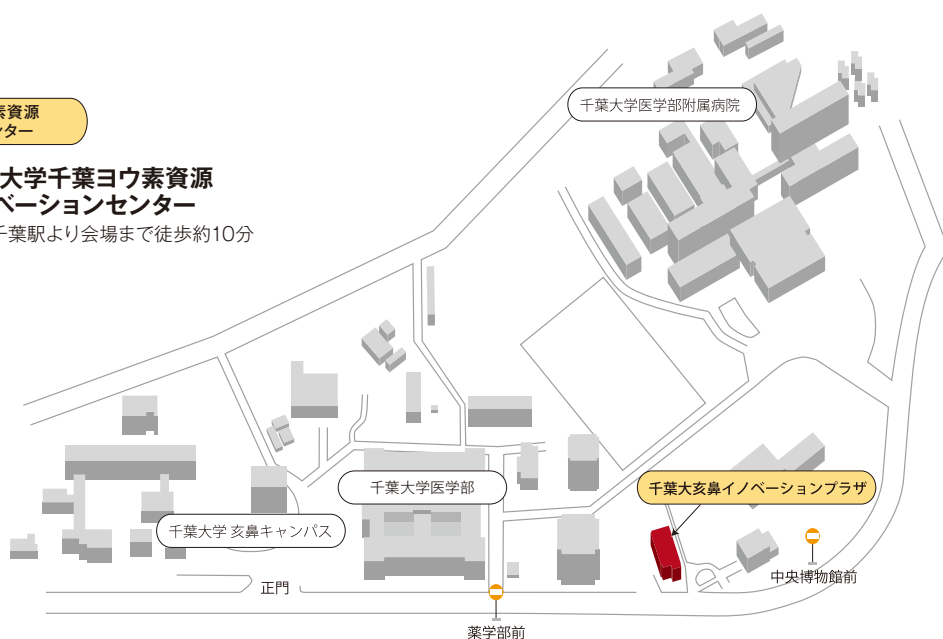 素資源
ンター
大学千葉ヨウ素資源
ベーションセンター
千葉駅より会場まで徒歩約10分
千葉大学医学部附属病院
千葉大学医学部
千葉大亥鼻イノベーションプラザ
千葉大学 亥鼻キャンパス
中央博物館前
正門
薬学部前